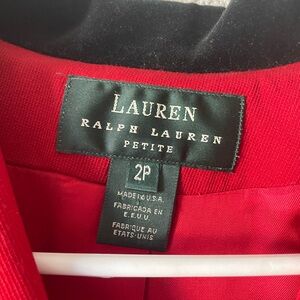 LAUREN
RALPH LAUREN
PETITE
2P
MADE IN U.S.A.
FABRICADA EN
E.E.U.U.
FABRIQUE AU
ETATS-UNIS